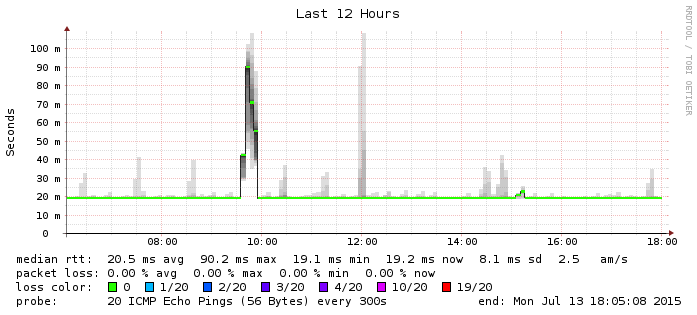 Last 12 Hours
RRDTOOL / TOBI OETIKER
Seconds
100 m
90 m
80 m
70 m
60 m
50 m
40 m
30 m
20 m
10 m
0
08:00 10:00 12:00 14:00 16:00 18:00
median rtt: 20.5 ms avg 90.2 ms max 19.1 ms min 19.2 ms now 8.1 ms sd 2.5 am/s
packet loss: 0.00 % avg 0.00 % max 0.00 % min 0.00 % now
loss color: 0 1/20 2/20 3/20 4/20 10/20 19/20
probe: 20 ICMP Echo Pings (56 Bytes) every 300s end: Mon Jul 13 18:05:08 2015